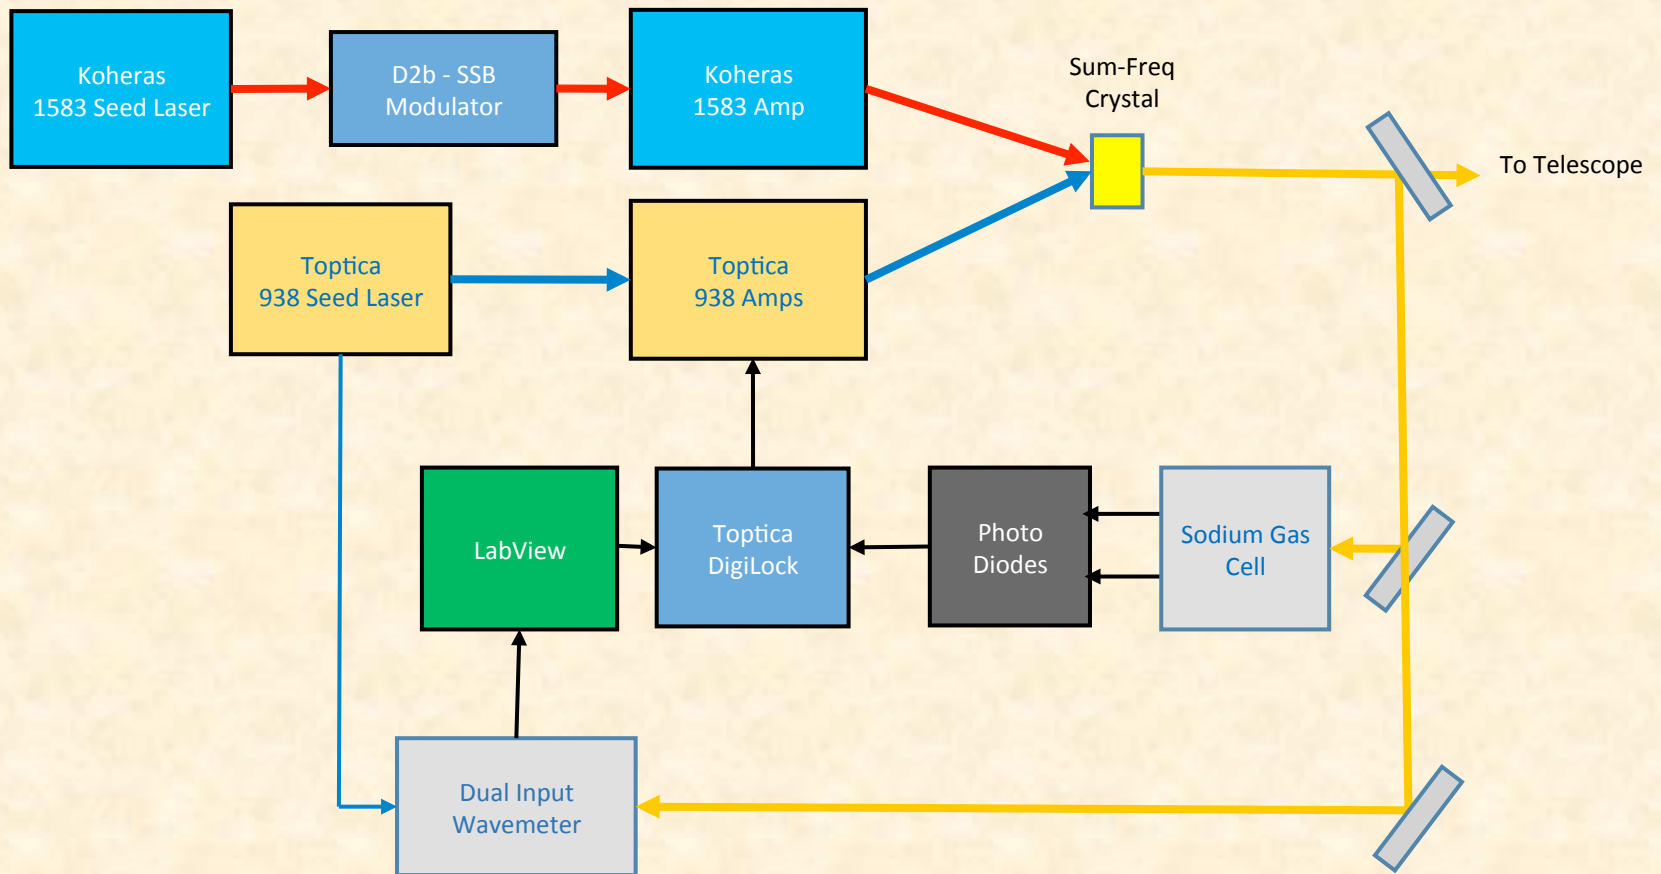 Koheras
1583 Seed Laser
D2b - SSB
Modulator
Koheras
1583 Amp
Sum-Freq
Crystal
To Telescope
Toptica
938 Seed Laser
Toptica
938 Amps
LabView
Toptica
DigiLock
Photo
Diodes
Sodium Gas
Cell
Dual Input
Wavemeter